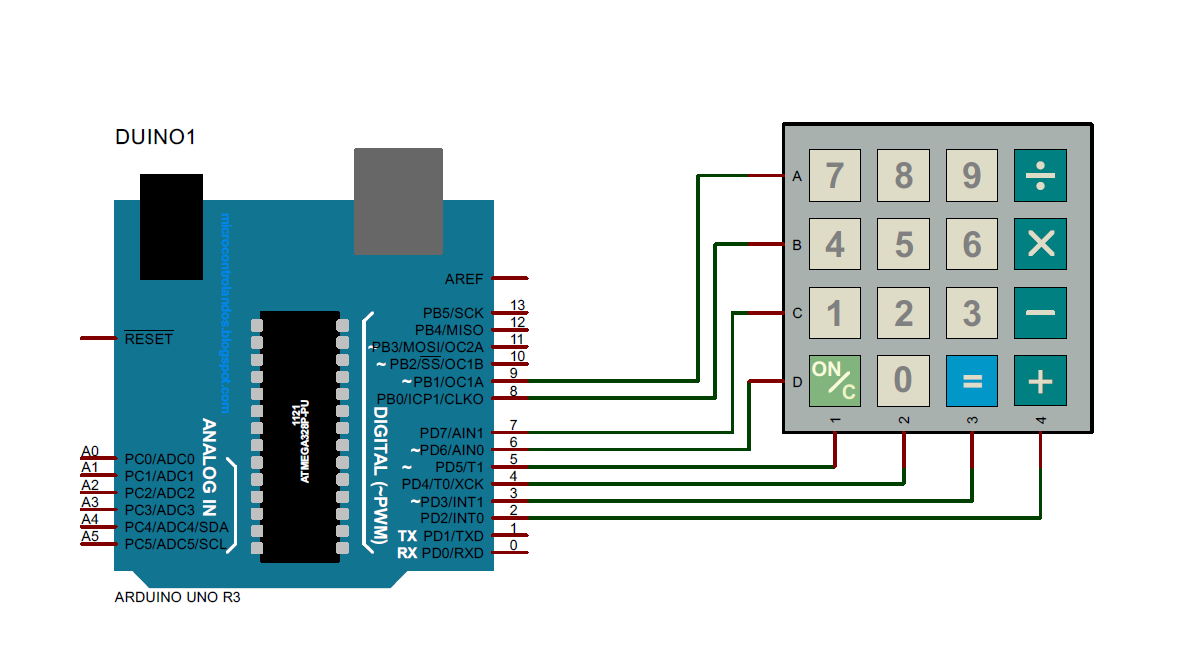 DUINO1
microcontrolandos.blogspot.com
AREF
RESET
PB5/SCK 13
PB4/MISO 12
~PB3/MOSI/OC2A 11
~ PB2/SS/OC1B 10
~ PB1/OC1A 9
PB0/ICP1/CLKO 8
PD7/AIN1 7
~PD6/AIN0 6
~ PD5/T1 5
PD4/T0/XCK 4
~PD3/INT1 3
PD2/INT0 2
TX PD1/TXD 1
RX PD0/RXD 0
DIGITAL (~PWM)
1121
ATMEGA328P-PU
ANALOG IN
A0 PC0/ADC0
A1 PC1/ADC1
A2 PC2/ADC2
A3 PC3/ADC3
A4 PC4/ADC4/SDA
A5 PC5/ADC5/SCL
ARDUINO UNO R3
A 7 8 9 ÷
B 4 5 6 ×
C 1 2 3 −
D ON/C 0 = +
1 2 3 4